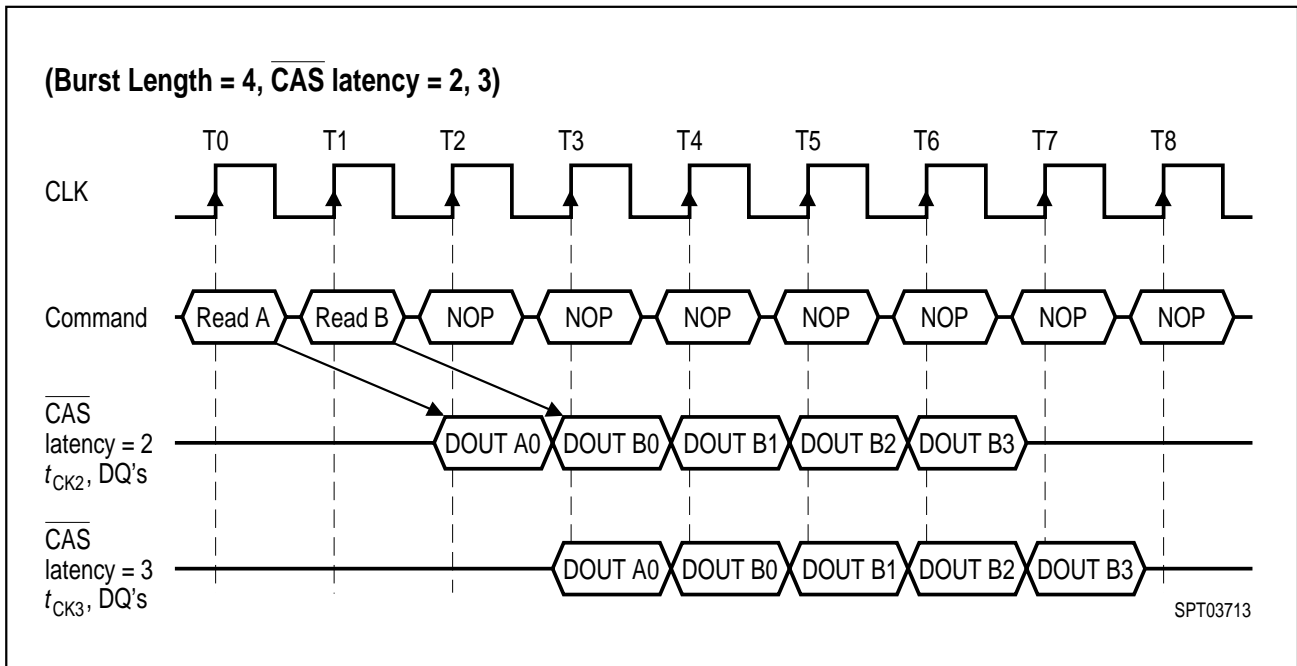 (Burst Length = 4, CAS latency = 2, 3)
T0 T1 T2 T3 T4 T5 T6 T7 T8
CLK
Command Read A Read B NOP NOP NOP NOP NOP NOP NOP
CAS
latency = 2 DOUT A0 DOUT B0 DOUT B1 DOUT B2 DOUT B3
tCK2, DQ's
CAS
latency = 3 DOUT A0 DOUT B0 DOUT B1 DOUT B2 DOUT B3
tCK3, DQ's
SPT03713